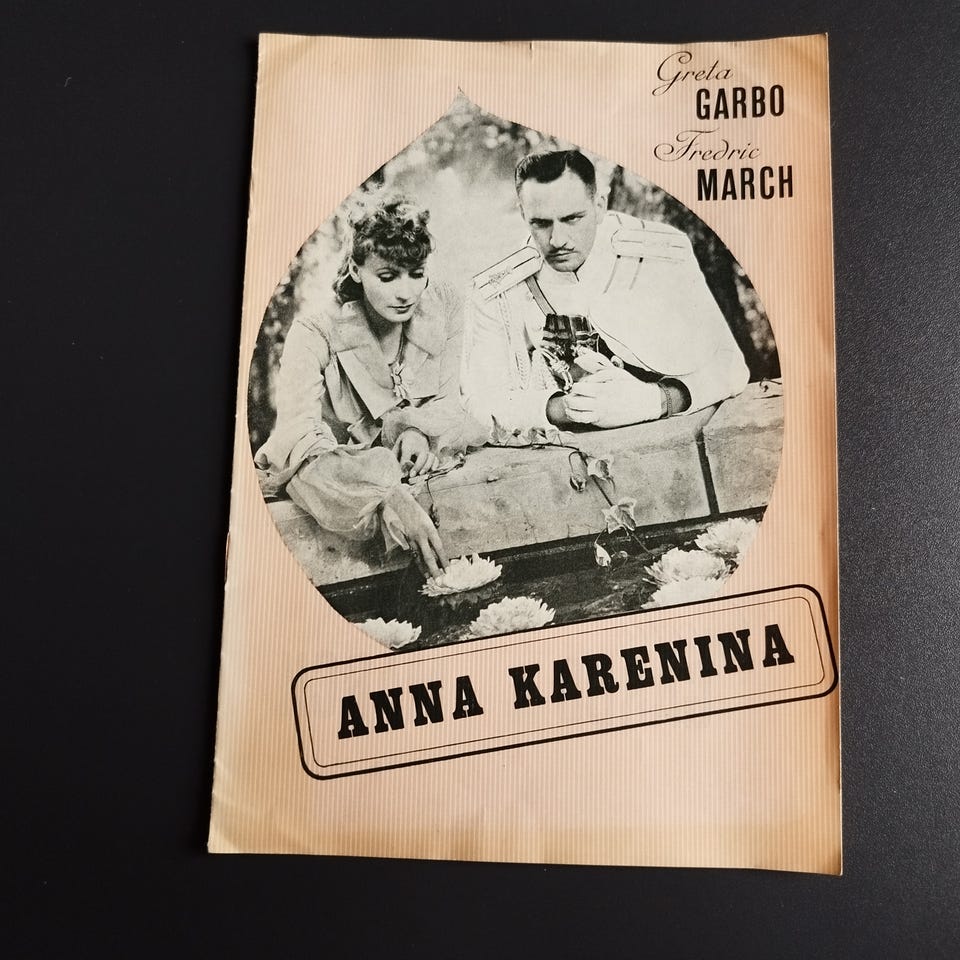 Greta
GARBO
Fredric
MARCH
ANNA KARENINA